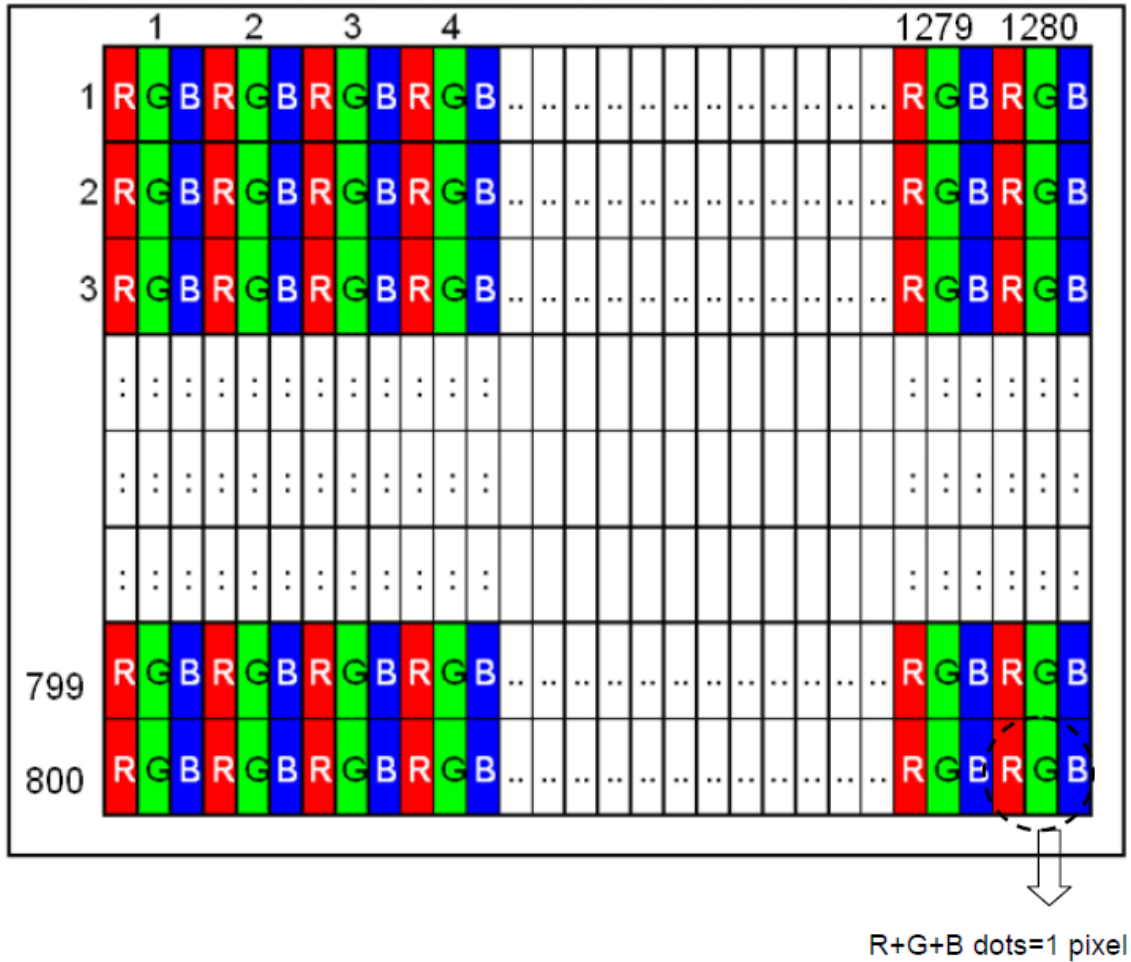 1 2 3 4 1279 1280
1 R G B R G B R G B R G B .. .. .. .. .. .. .. .. .. .. .. .. R G B R G B
2 R G B R G B R G B R G B .. .. .. .. .. .. .. .. .. .. .. .. R G B R G B
3 R G B R G B R G B R G B .. .. .. .. .. .. .. .. .. .. .. .. R G B R G B
: : : : : : : : : : : : : : : : : :
: : : : : : : : : : : : : : : : : :
: : : : : : : : : : : : : : : : : :
799 R G B R G B R G B R G B .. .. .. .. .. .. .. .. .. .. .. .. R G B R G B
800 R G B R G B R G B R G B .. .. .. .. .. .. .. .. .. .. .. .. R G B R G B
R+G+B dots=1 pixel